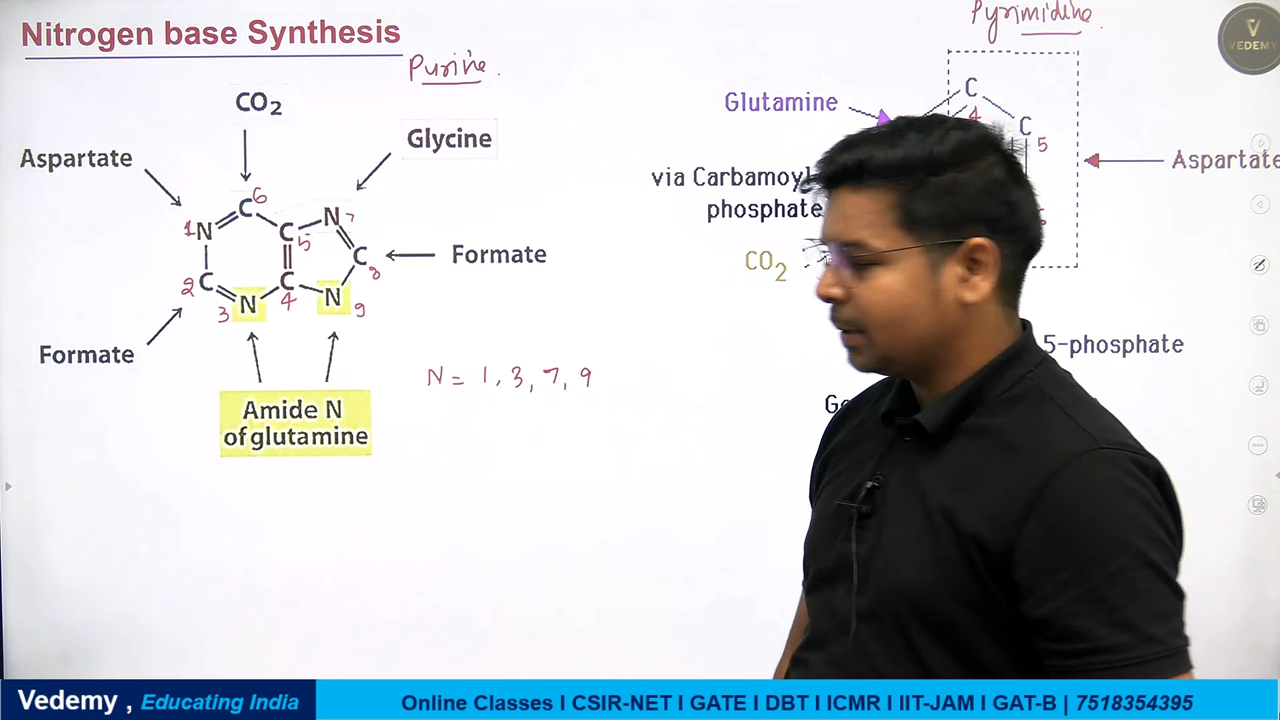 Nitrogen base Synthesis
Purine
CO2
Glycine
Aspartate
6
1 N
C
N 7
C
5
C
8
Formate
2 C
C
4
3 N
N 9
Formate
Amide N
of glutamine
N = 1, 3, 7, 9
Pyrimidine
V
VEDEMY
Glutamine
C
4
C
5
Aspartate
via Carbamoyl
phosphate
CO2
5-phosphate
Vedemy , Educating India
Online Classes I CSIR-NET I GATE I DBT I ICMR I IIT-JAM I GAT-B | 7518354395